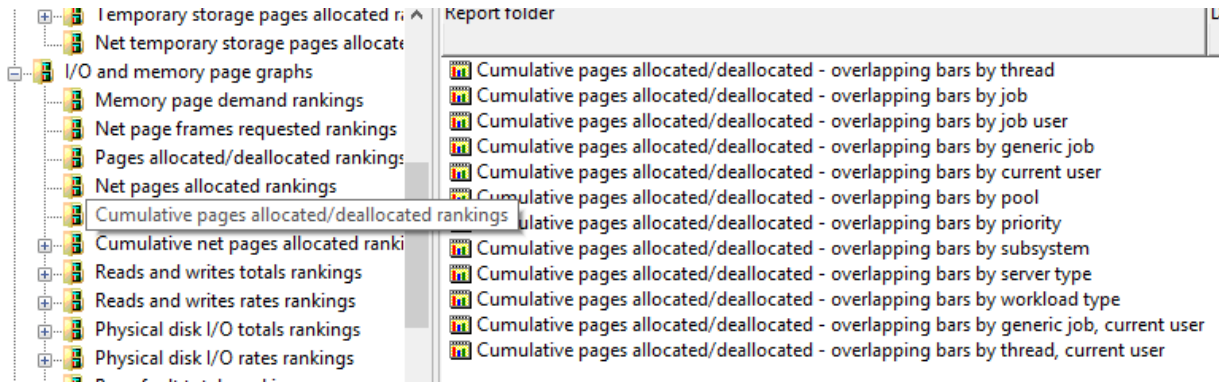 Temporary storage pages allocated ra
Net temporary storage pages allocate
I/O and memory page graphs
Memory page demand rankings
Net page frames requested rankings
Pages allocated/deallocated rankings
Net pages allocated rankings
Cumulative pages allocated/deallocated rankings
Cumulative net pages allocated ranki
Reads and writes totals rankings
Reads and writes rates rankings
Physical disk I/O totals rankings
Physical disk I/O rates rankings
Report folder
Cumulative pages allocated/deallocated - overlapping bars by thread
Cumulative pages allocated/deallocated - overlapping bars by job
Cumulative pages allocated/deallocated - overlapping bars by job user
Cumulative pages allocated/deallocated - overlapping bars by generic job
Cumulative pages allocated/deallocated - overlapping bars by current user
Cumulative pages allocated/deallocated - overlapping bars by pool
umulative pages allocated/deallocated - overlapping bars by priority
Cumulative pages allocated/deallocated - overlapping bars by subsystem
Cumulative pages allocated/deallocated - overlapping bars by server type
Cumulative pages allocated/deallocated - overlapping bars by workload type
Cumulative pages allocated/deallocated - overlapping bars by generic job, current user
Cumulative pages allocated/deallocated - overlapping bars by thread, current user